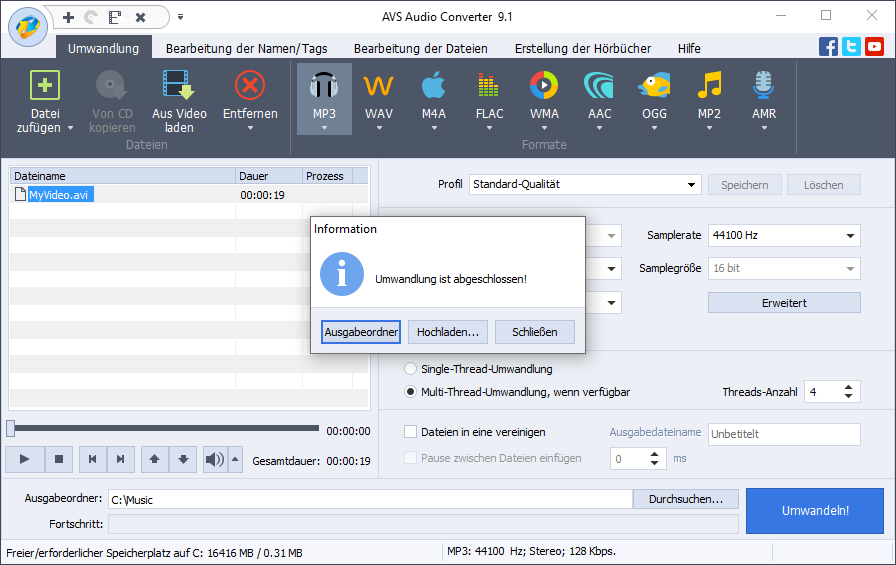 AVS Audio Converter 9.1
Umwandlung Bearbeitung der Namen/Tags Bearbeitung der Dateien Erstellung der Hörbücher Hilfe
Datei zufügen
Von CD kopieren
Aus Video laden
Entfernen
Dateien
MP3 WAV M4A FLAC WMA AAC OGG MP2 AMR
Formate
Dateiname Dauer Prozess
MyVideo.avi 00:00:19
Profil Standard-Qualität Speichern Löschen
Samplerate 44100 Hz
Samplegröße 16 bit
Erweitert
Information
Umwandlung ist abgeschlossen!
Ausgabeordner Hochladen... Schließen
Single-Thread-Umwandlung
Multi-Thread-Umwandlung, wenn verfügbar Threads-Anzahl 4
00:00:00
Dateien in eine vereinigen Ausgabedateiname Unbetitelt
Pause zwischen Dateien einfügen 0 ms
Gesamtdauer: 00:00:19
Ausgabeordner: C:\Music Durchsuchen...
Umwandeln!
Fortschritt:
Freier/erforderlicher Speicherplatz auf C: 16416 MB / 0.31 MB
MP3: 44100 Hz; Stereo; 128 Kbps.